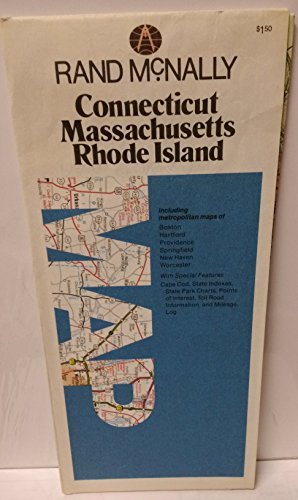 $1.50
RAND McNALLY
Connecticut
Massachusetts
Rhode Island
MAP
Including
metropolitan maps of
Boston
Hartford
Providence
Springfield
New Haven
Worcester
With Special Features
Cape Cod, State Indexes,
State Park Charts, Points
of Interest, Toll Road
Information, and Mileage
Log